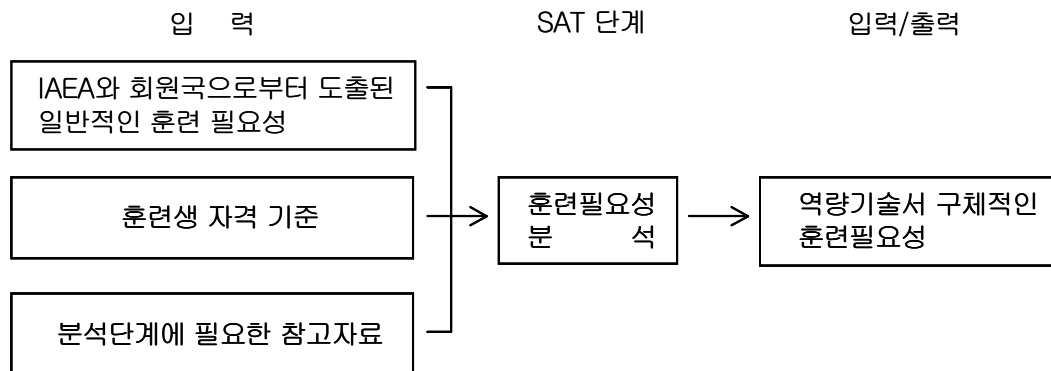 입 력
SAT 단계
입력/출력
IAEA와 회원국으로부터 도출된
일반적인 훈련 필요성
훈련생 자격 기준
분석단계에 필요한 참고자료
훈련필요성
분 석
역량기술서 구체적인
훈련필요성